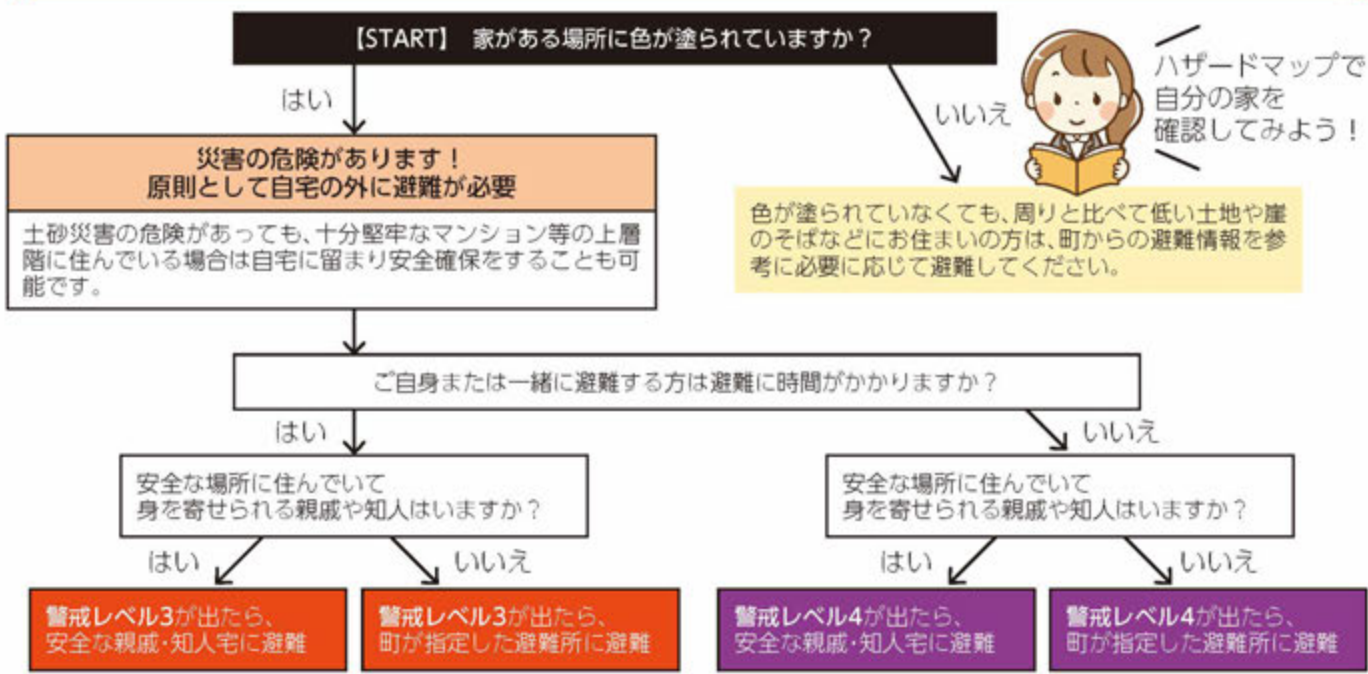 【START】 家がある場所に色が塗られていますか？
ハザードマップで
自分の家を
確認してみよう！
はい
いいえ
災害の危険があります！
原則として自宅の外に避難が必要
土砂災害の危険があっても、十分堅牢なマンション等の上層
階に住んでいる場合は自宅に留まり安全確保をすることも可
能です。
色が塗られていなくても、周りと比べて低い土地や崖
のそばなどにお住まいの方は、町からの避難情報を参
考に必要に応じて避難してください。
ご自身または一緒に避難する方は避難に時間がかかりますか？
はい
いいえ
安全な場所に住んでいて
身を寄せられる親戚や知人はいますか？
安全な場所に住んでいて
身を寄せられる親戚や知人はいますか？
はい
いいえ
はい
いいえ
警戒レベル3が出たら、
安全な親戚・知人宅に避難
警戒レベル3が出たら、
町が指定した避難所に避難
警戒レベル4が出たら、
安全な親戚・知人宅に避難
警戒レベル4が出たら、
町が指定した避難所に避難